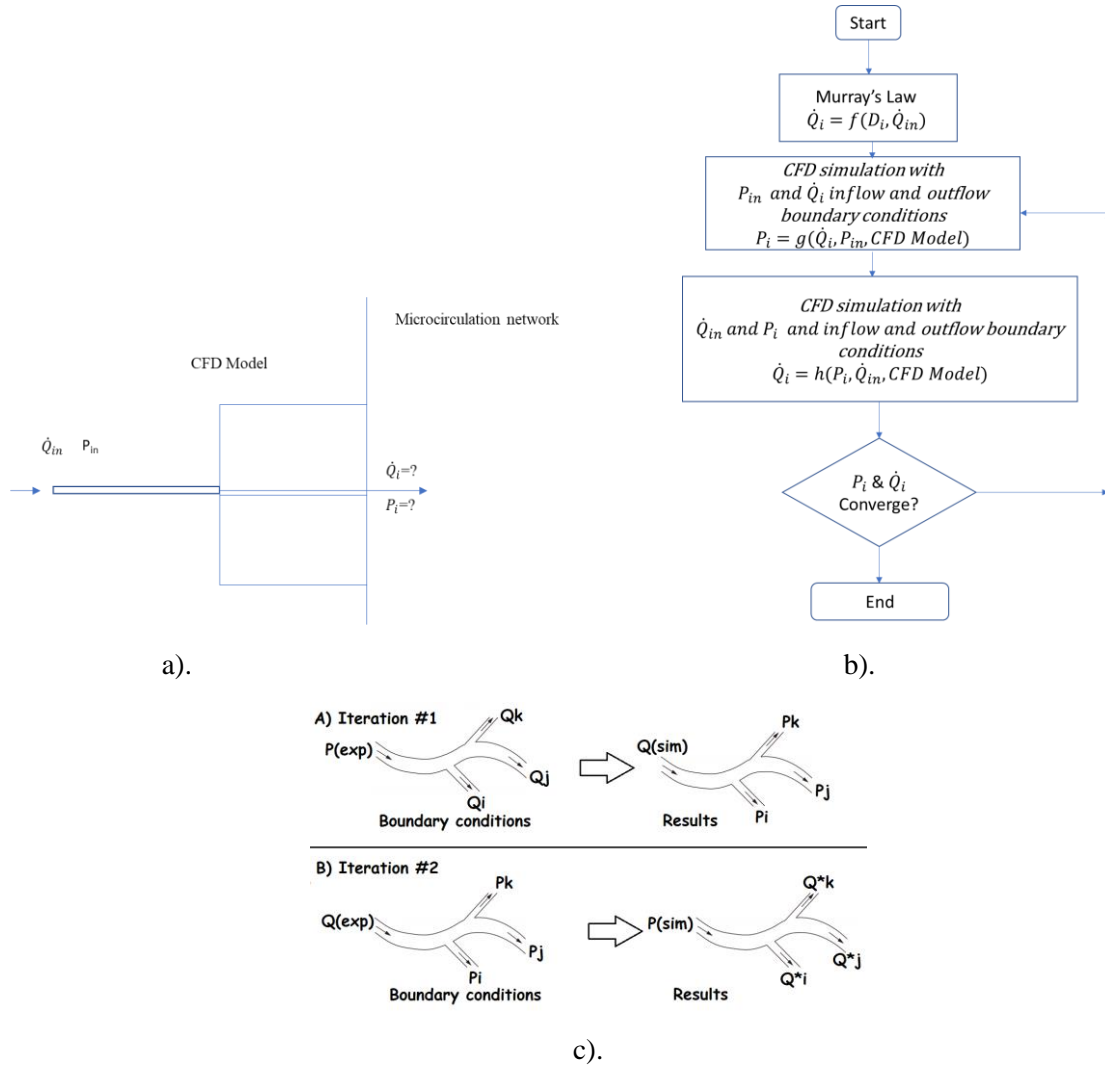 CFD Model
Microcirculation network
Q̇in Pin
Q̇i=?
Pi=?
a).
Start
Murray's Law
Q̇i = f(Di, Q̇in)
CFD simulation with
Pin and Q̇i inflow and outflow
boundary conditions
Pi = g(Q̇i, Pin, CFD Model)
CFD simulation with
Q̇in and Pi and inflow and outflow boundary
conditions
Q̇i = h(Pi, Q̇in, CFD Model)
Pi & Q̇i
Converge?
End
b).
A) Iteration #1
P(exp)
Qk
Qj
Qi
Boundary conditions
Q(sim)
Pk
Pj
Pi
Results
B) Iteration #2
Q(exp)
Pk
Pj
Pi
Boundary conditions
P(sim)
Q*k
Q*j
Q*i
Results
c).